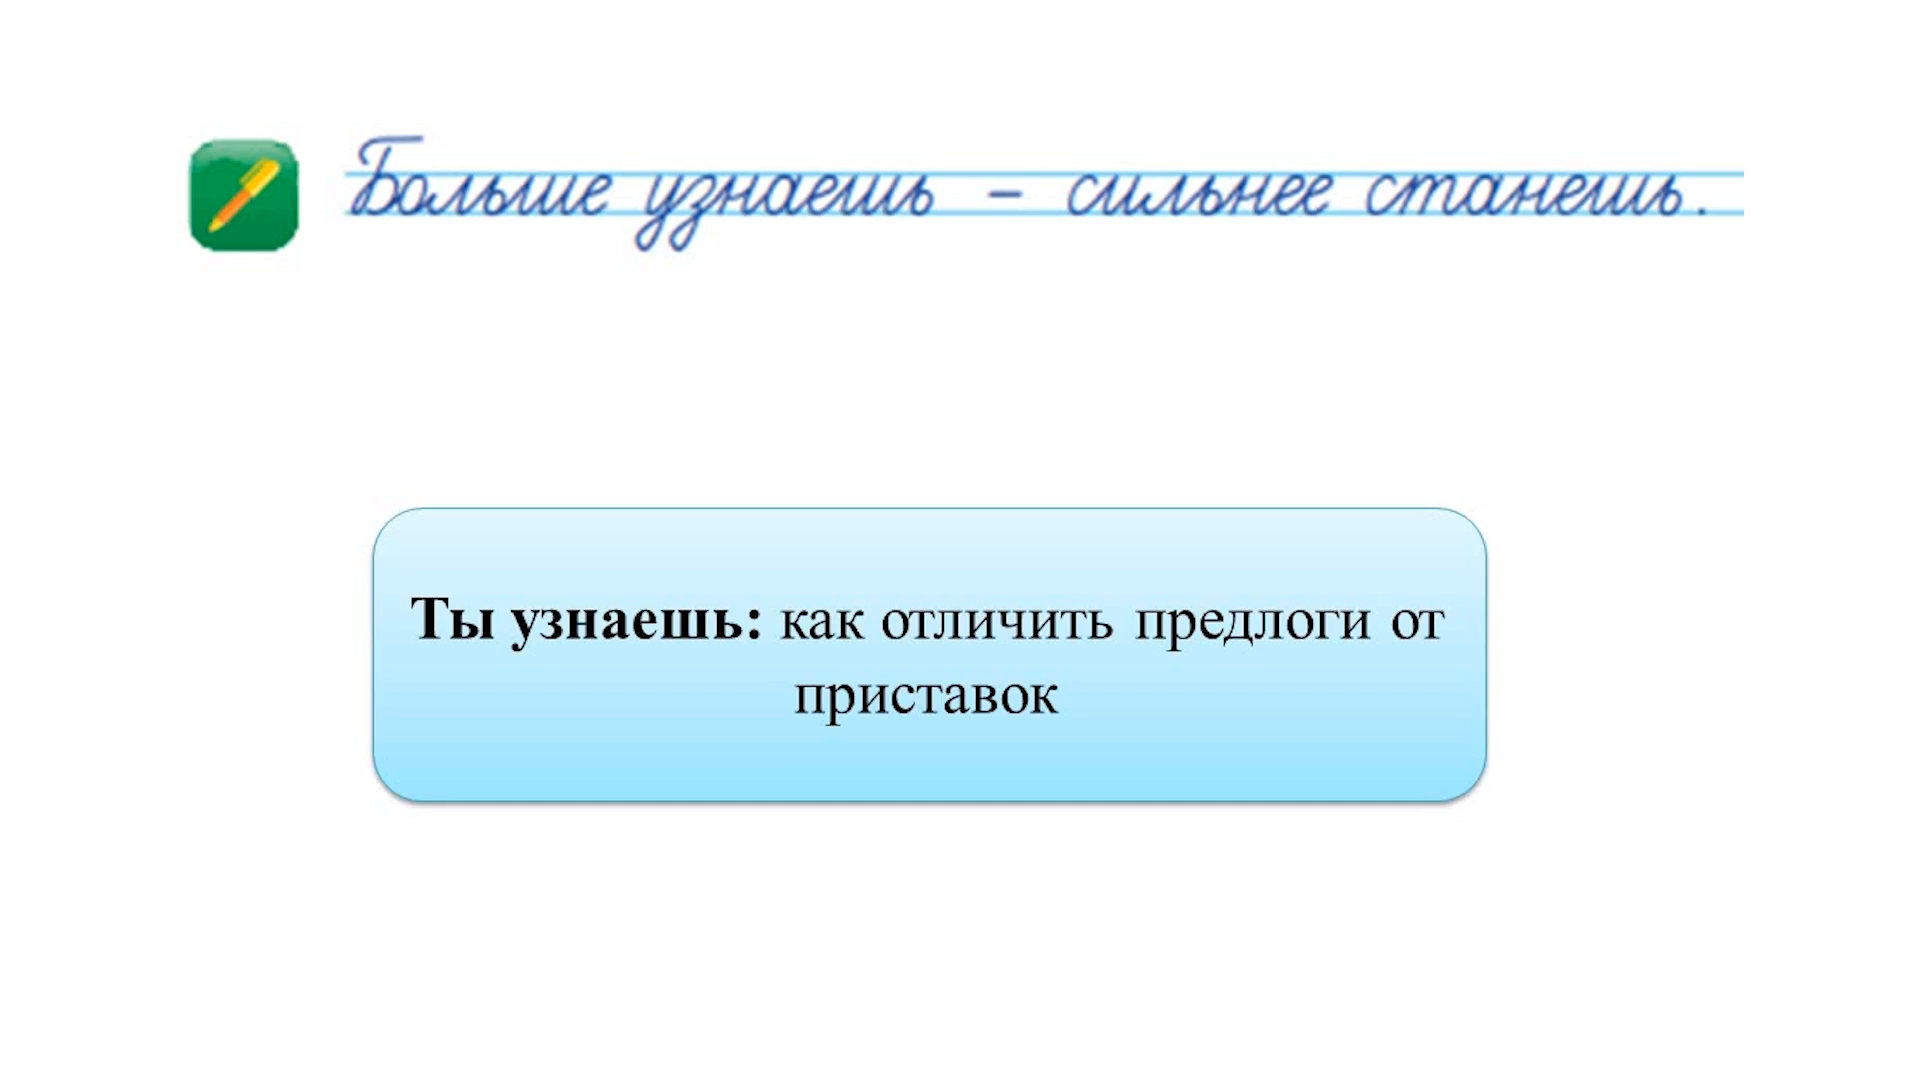 Больше узнаешь – сильнее станешь.
Ты узнаешь: как отличить предлоги от
приставок